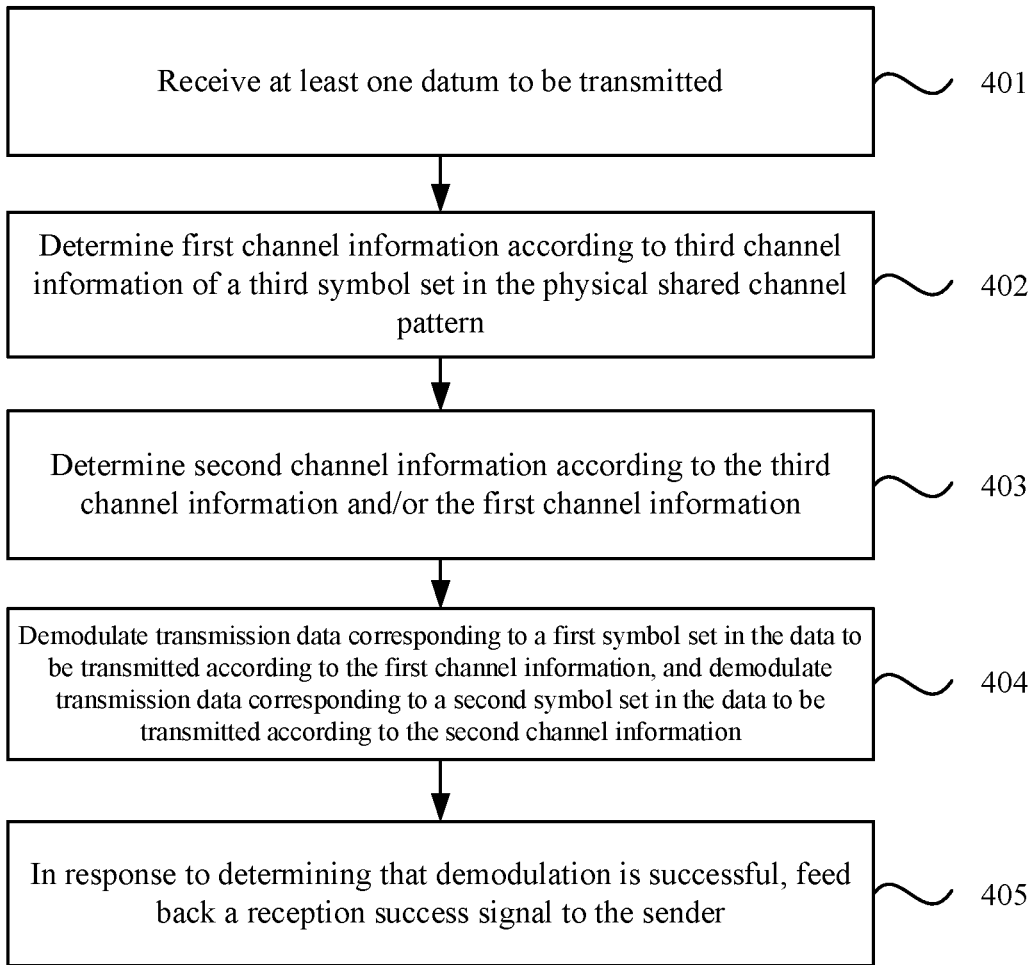 Receive at least one datum to be transmitted
401
Determine first channel information according to third channel
information of a third symbol set in the physical shared channel
pattern
402
Determine second channel information according to the third
channel information and/or the first channel information
403
Demodulate transmission data corresponding to a first symbol set in the data to
be transmitted according to the first channel information, and demodulate
transmission data corresponding to a second symbol set in the data to be
transmitted according to the second channel information
404
In response to determining that demodulation is successful, feed
back a reception success signal to the sender
405